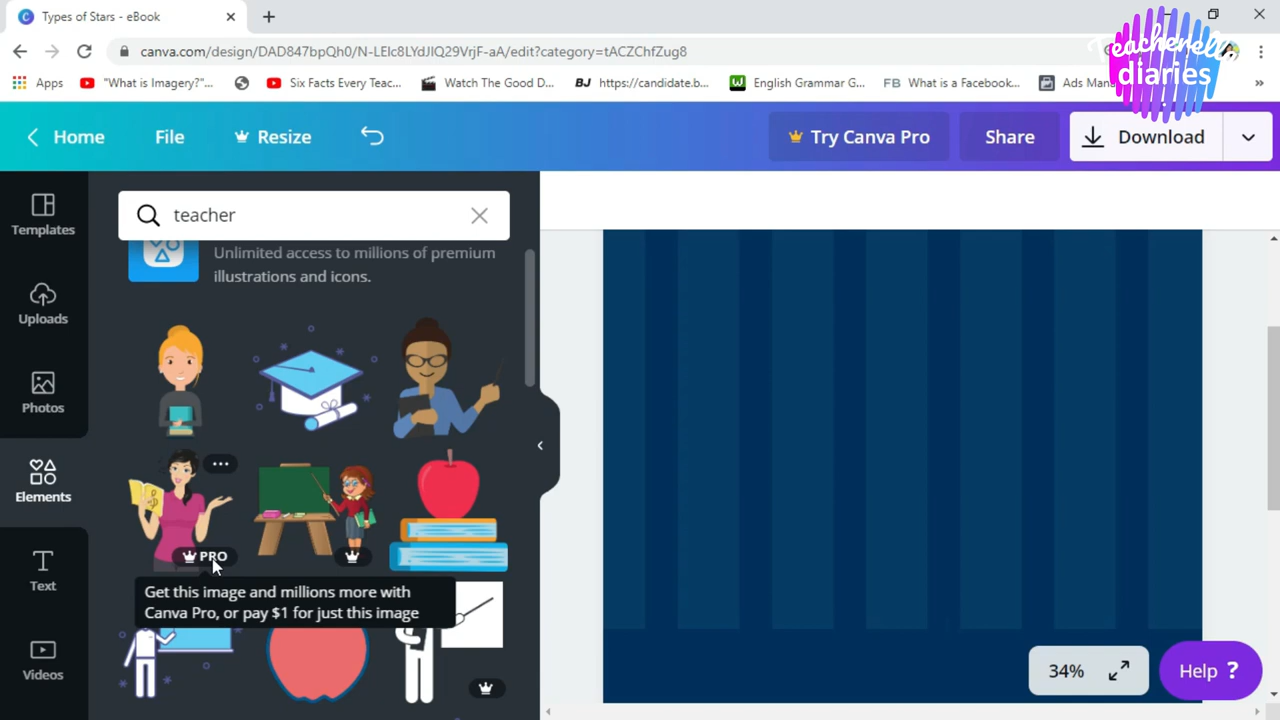 Types of Stars - eBook
canva.com/design/DAD847bpQh0/N-LEIc8LYdJIQ29VrjF-aA/edit?category=tACZChfZug8
Apps
"What is Imagery?"...
Six Facts Every Teac...
Watch The Good D...
BJ https://candidate.b...
English Grammar G...
FB What is a Facebook...
Ads Man
Teacherella
diaries
Home
File
Resize
Try Canva Pro
Share
Download
Templates
Uploads
Photos
Elements
Text
Videos
teacher
Unlimited access to millions of premium
illustrations and icons.
PRO
Get this image and millions more with
Canva Pro, or pay $1 for just this image
34%
Help ?